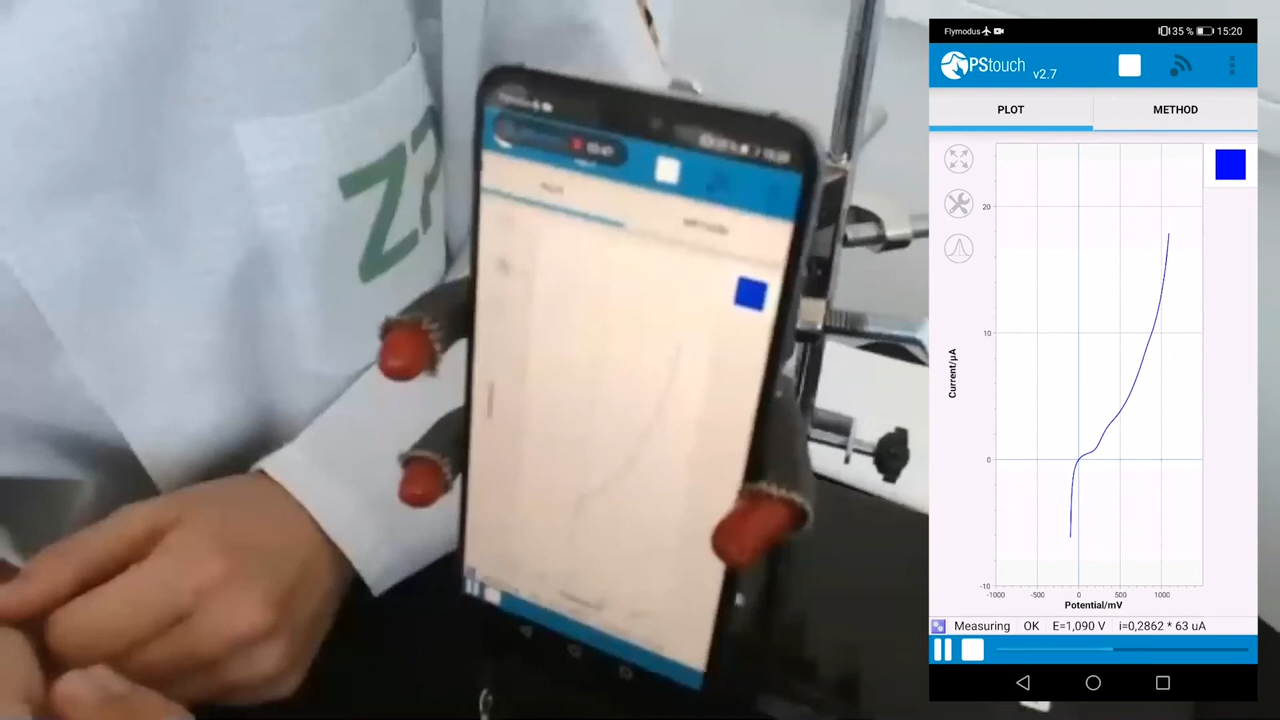 Flymodus 35 % 15:20
PStouch v2.7
PLOT METHOD
20
10
Current/µA
0
-10
-1000 -500 0 500 1000
Potential/mV
Measuring OK E=1,090 V i=0,2862 * 63 uA